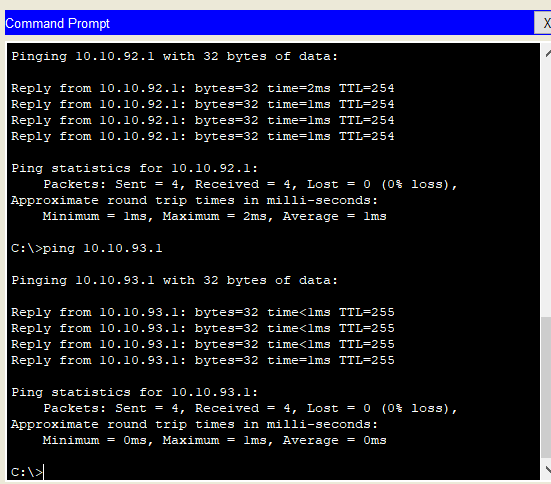 Command Prompt
X
Pinging 10.10.92.1 with 32 bytes of data:
Reply from 10.10.92.1: bytes=32 time=2ms TTL=254
Reply from 10.10.92.1: bytes=32 time=1ms TTL=254
Reply from 10.10.92.1: bytes=32 time=1ms TTL=254
Reply from 10.10.92.1: bytes=32 time=1ms TTL=254
Ping statistics for 10.10.92.1:
    Packets: Sent = 4, Received = 4, Lost = 0 (0% loss),
Approximate round trip times in milli-seconds:
    Minimum = 1ms, Maximum = 2ms, Average = 1ms
C:\>ping 10.10.93.1
Pinging 10.10.93.1 with 32 bytes of data:
Reply from 10.10.93.1: bytes=32 time<1ms TTL=255
Reply from 10.10.93.1: bytes=32 time<1ms TTL=255
Reply from 10.10.93.1: bytes=32 time<1ms TTL=255
Reply from 10.10.93.1: bytes=32 time=1ms TTL=255
Ping statistics for 10.10.93.1:
    Packets: Sent = 4, Received = 4, Lost = 0 (0% loss),
Approximate round trip times in milli-seconds:
    Minimum = 0ms, Maximum = 1ms, Average = 0ms
C:\>